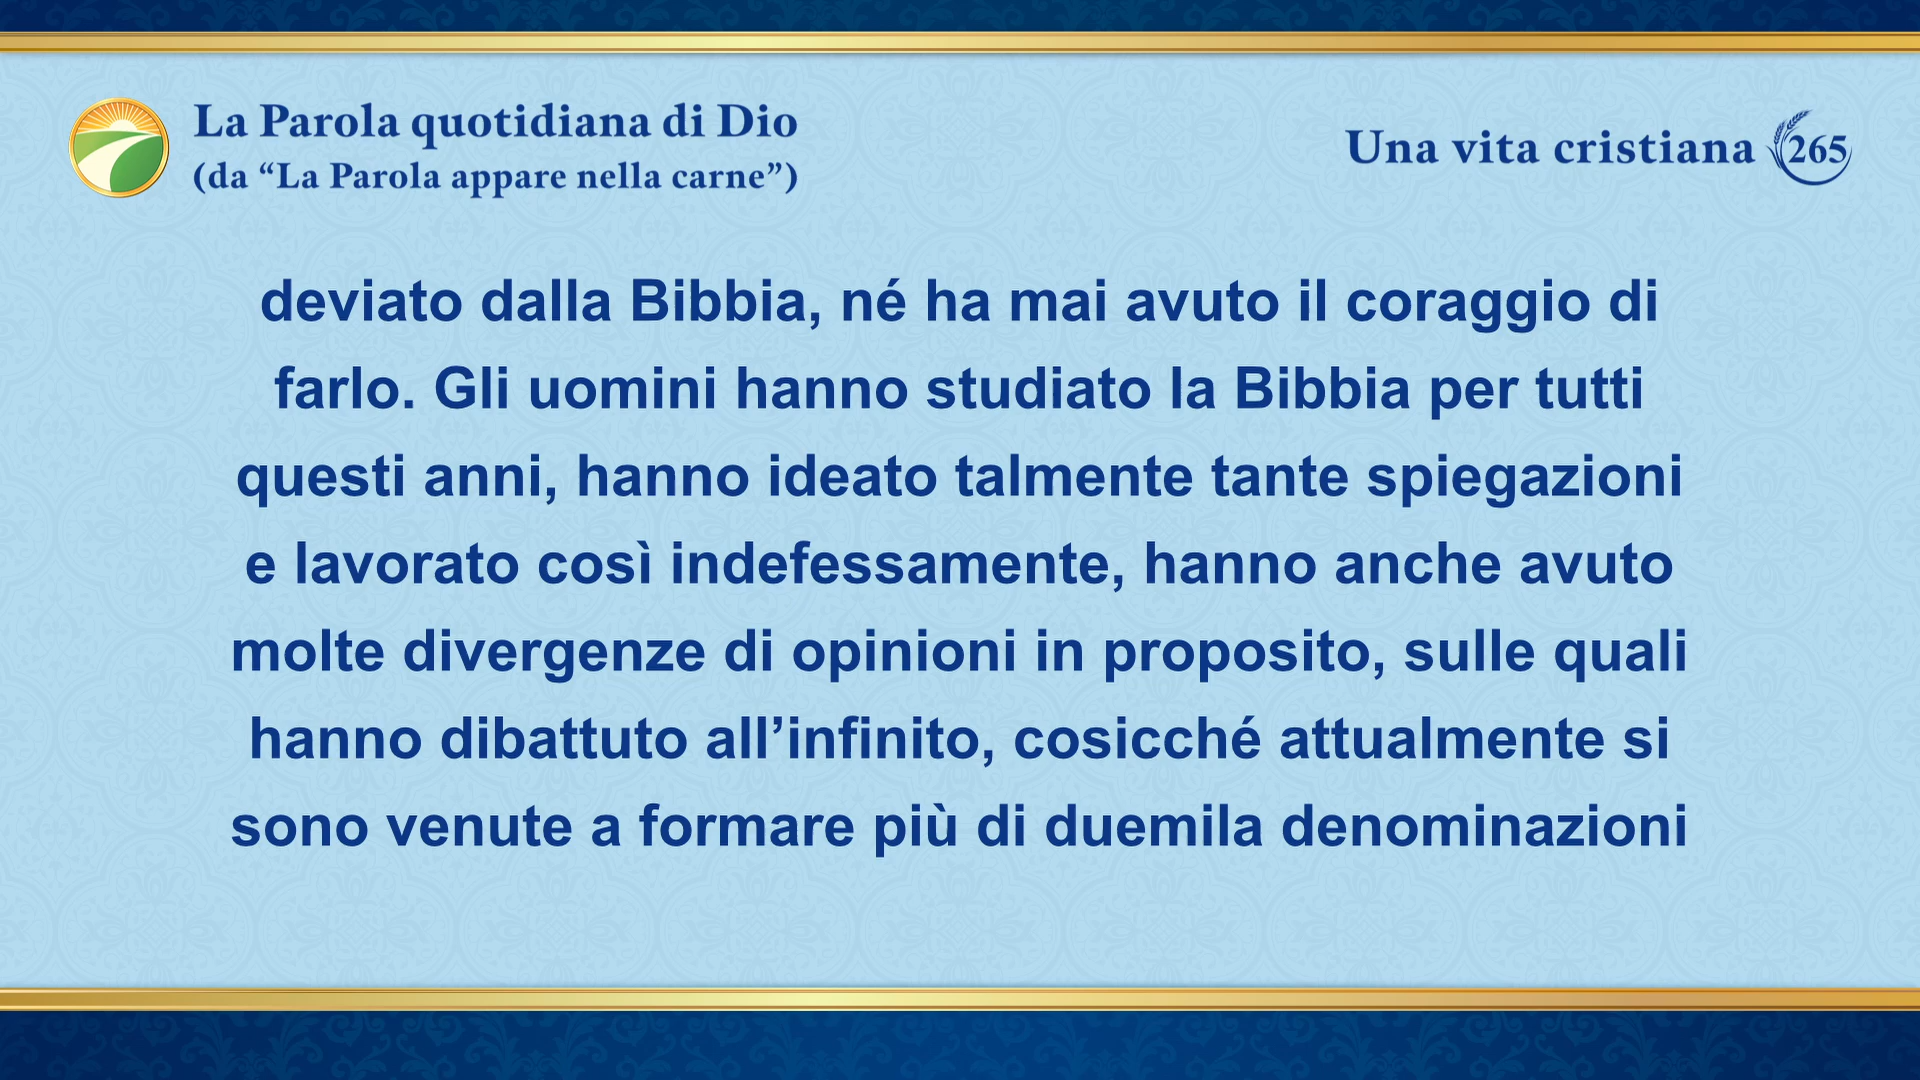 La Parola quotidiana di Dio
(da “La Parola appare nella carne”)
Una vita cristiana 265
deviato dalla Bibbia, né ha mai avuto il coraggio di
farlo. Gli uomini hanno studiato la Bibbia per tutti
questi anni, hanno ideato talmente tante spiegazioni
e lavorato così indefessamente, hanno anche avuto
molte divergenze di opinioni in proposito, sulle quali
hanno dibattuto all’infinito, cosicché attualmente si
sono venute a formare più di duemila denominazioni